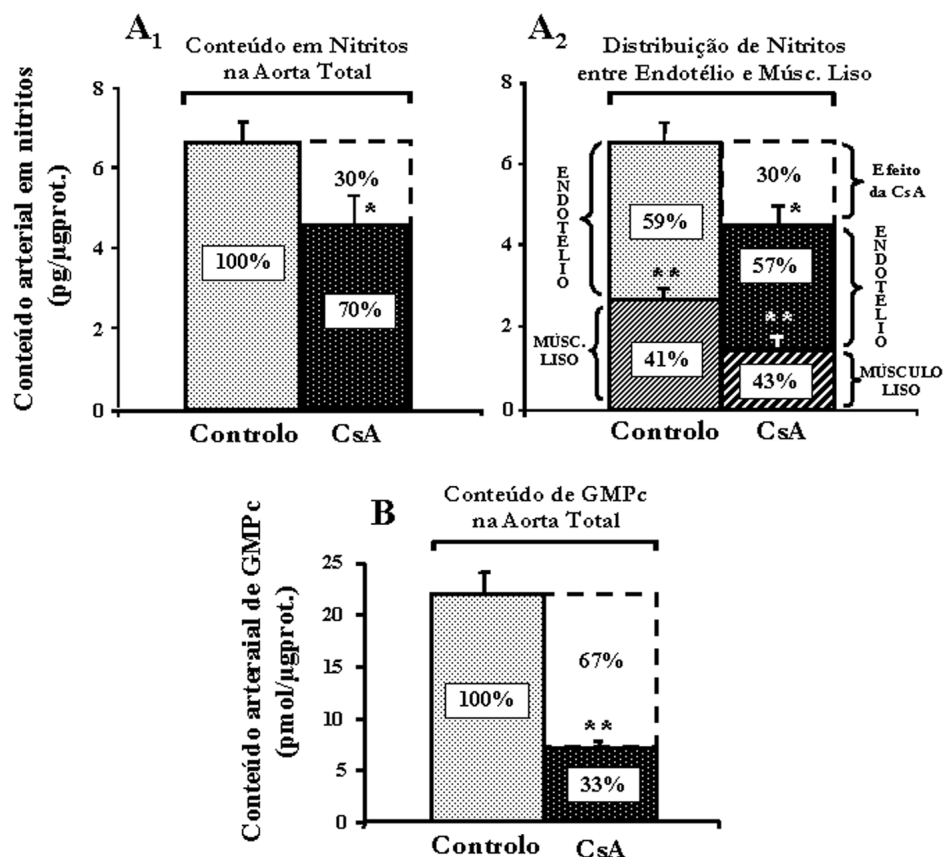 A1
Conteúdo em Nitritos
na Aorta Total
Conteúdo arterial em nitritos
(pg/µgprot.)
8
6
4
2
0
30%
*
100%
70%
Controlo
CsA
A2
Distribuição de Nitritos
entre Endotélio e Músc. Liso
8
6
4
2
0
ENDOTÉLIO
MÚSC.
LISO
59%
**
41%
30%
*
57%
**
43%
Efeito
da CsA
ENDOTÉLIO
MÚSCULO
LISO
Controlo
CsA
B
Conteúdo de GMPc
na Aorta Total
Conteúdo arteraial de GMPc
(pmol/µgprot.)
25
20
15
10
5
0
100%
67%
**
33%
Controlo
CsA